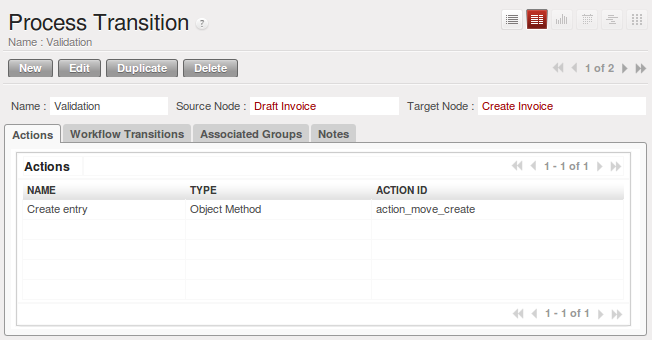 Process Transition ?
Name : Validation
New Edit Duplicate Delete 1 of 2
Name : Validation Source Node : Draft Invoice Target Node : Create Invoice
Actions Workflow Transitions Associated Groups Notes
Actions 1 - 1 of 1
NAME TYPE ACTION ID
Create entry Object Method action_move_create
1 - 1 of 1